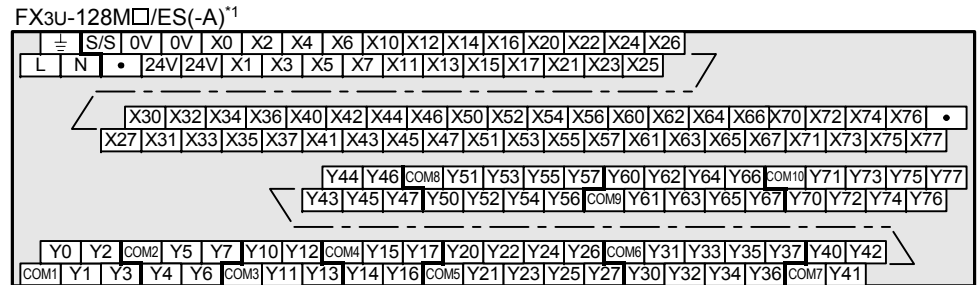 FX3U-128M□/ES(-A)*1
⏚ S/S 0V 0V X0 X2 X4 X6 X10 X12 X14 X16 X20 X22 X24 X26
L N • 24V 24V X1 X3 X5 X7 X11 X13 X15 X17 X21 X23 X25
X30 X32 X34 X36 X40 X42 X44 X46 X50 X52 X54 X56 X60 X62 X64 X66 X70 X72 X74 X76 •
X27 X31 X33 X35 X37 X41 X43 X45 X47 X51 X53 X55 X57 X61 X63 X65 X67 X71 X73 X75 X77
Y44 Y46 COM8 Y51 Y53 Y55 Y57 Y60 Y62 Y64 Y66 COM10 Y71 Y73 Y75 Y77
Y43 Y45 Y47 Y50 Y52 Y54 Y56 COM9 Y61 Y63 Y65 Y67 Y70 Y72 Y74 Y76
Y0 Y2 COM2 Y5 Y7 Y10 Y12 COM4 Y15 Y17 Y20 Y22 Y24 Y26 COM6 Y31 Y33 Y35 Y37 Y40 Y42
COM1 Y1 Y3 Y4 Y6 COM3 Y11 Y13 Y14 Y16 COM5 Y21 Y23 Y25 Y27 Y30 Y32 Y34 Y36 COM7 Y41